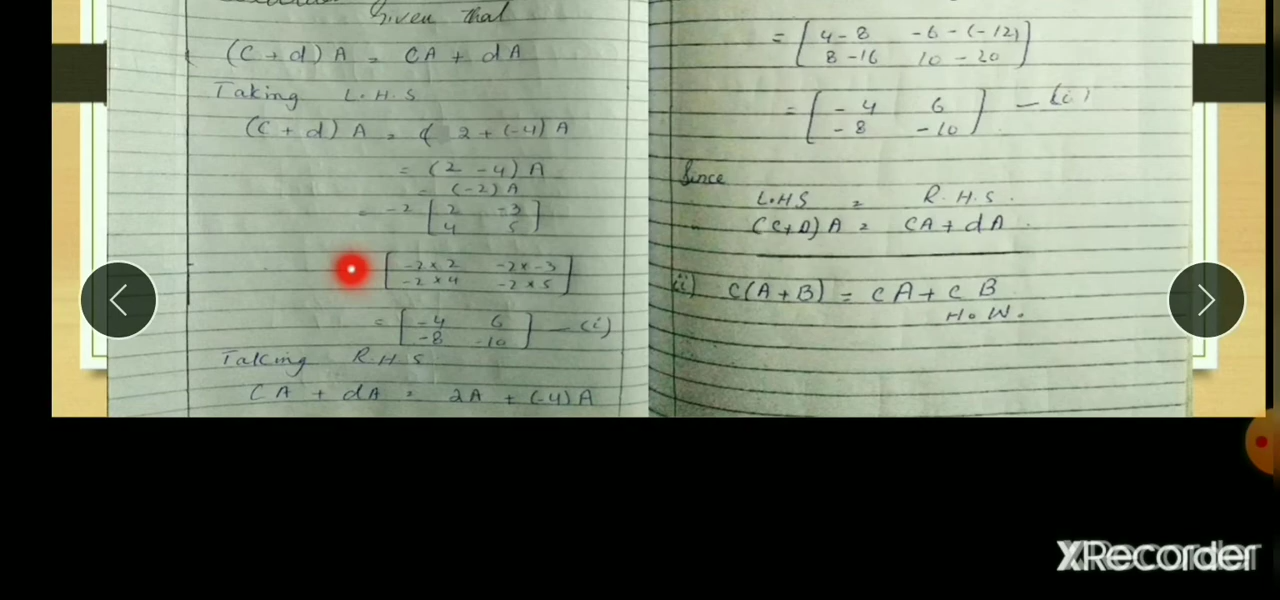 Given that
(C + d) A = CA + dA
Taking L.H.S
(C + d) A = ( 2 + (-4) A
= (2 - 4) A
= (-2) A
= -2 [ 2 -3
4 5 ]
[ -2 × 2 -2 × -3
-2 × 4 -2 × 5 ]
= [ -4 6
-8 -10 ] — (i)
Taking R.H.S
CA + dA = 2A + (-4) A
= [ 4 - 8 -6 - (-12)
8 - 16 10 - 20 ]
= [ -4 6
-8 -10 ] — (i)
Since
L.H.S = R.H.S.
(C+D) A = CA + dA.
(ii) C(A+B) = CA + CB
H.W.
XRecorder